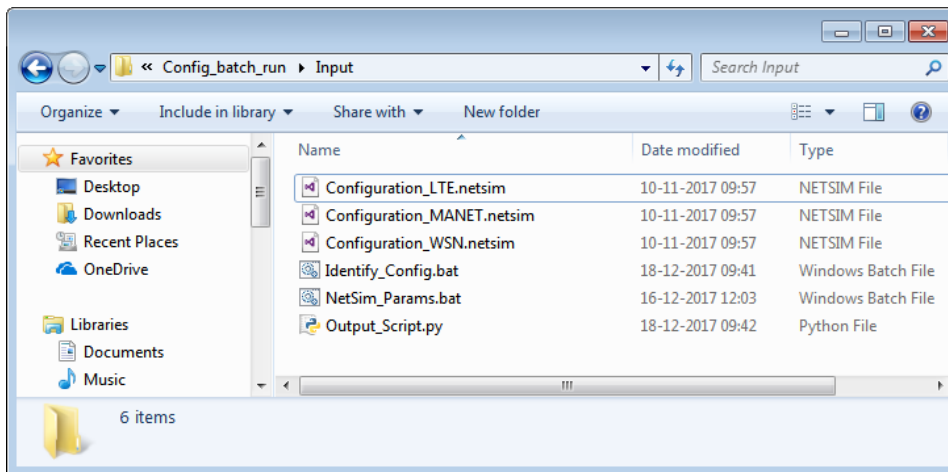 « Config_batch_run ▸ Input
Search Input
Organize ▾ Include in library ▾ Share with ▾ New folder
Favorites
Desktop
Downloads
Recent Places
OneDrive
Libraries
Documents
Music
Name Date modified Type
Configuration_LTE.netsim 10-11-2017 09:57 NETSIM File
Configuration_MANET.netsim 10-11-2017 09:57 NETSIM File
Configuration_WSN.netsim 10-11-2017 09:57 NETSIM File
Identify_Config.bat 18-12-2017 09:41 Windows Batch File
NetSim_Params.bat 16-12-2017 12:03 Windows Batch File
Output_Script.py 18-12-2017 09:42 Python File
6 items